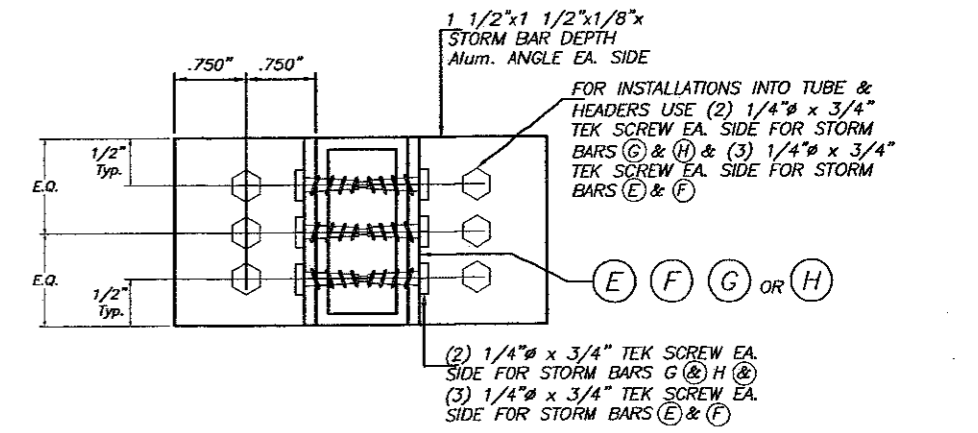 1 1/2"x1 1/2"x1/8"x
STORM BAR DEPTH
Alum. ANGLE EA. SIDE
.750"
.750"
FOR INSTALLATIONS INTO TUBE &
HEADERS USE (2) 1/4"ø x 3/4"
TEK SCREW EA. SIDE FOR STORM
BARS G & H & (3) 1/4"ø x 3/4"
TEK SCREW EA. SIDE FOR STORM
BARS E & F
1/2"
Typ.
E.Q.
E.Q.
1/2"
Typ.
E F G OR H
(2) 1/4"ø x 3/4" TEK SCREW EA.
SIDE FOR STORM BARS G & H &
(3) 1/4"ø x 3/4" TEK SCREW EA.
SIDE FOR STORM BARS E & F